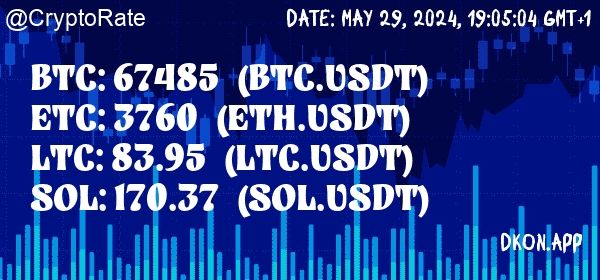 @CryptoRate
DATE: MAY 29, 2024, 19:05:04 GMT+1
BTC: 67485 (BTC.USDT)
ETC: 3760 (ETH.USDT)
LTC: 83.95 (LTC.USDT)
SOL: 170.37 (SOL.USDT)
DKON.APP